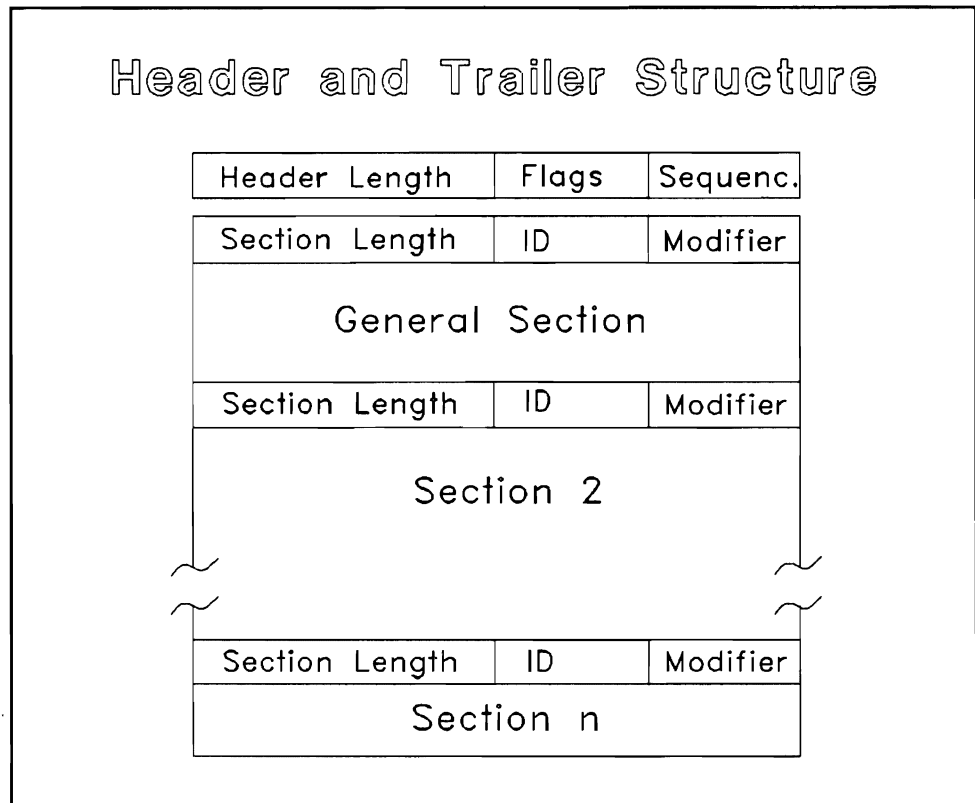 Header and Trailer Structure
Header Length Flags Sequenc.
Section Length ID Modifier
General Section
Section Length ID Modifier
Section 2
Section Length ID Modifier
Section n